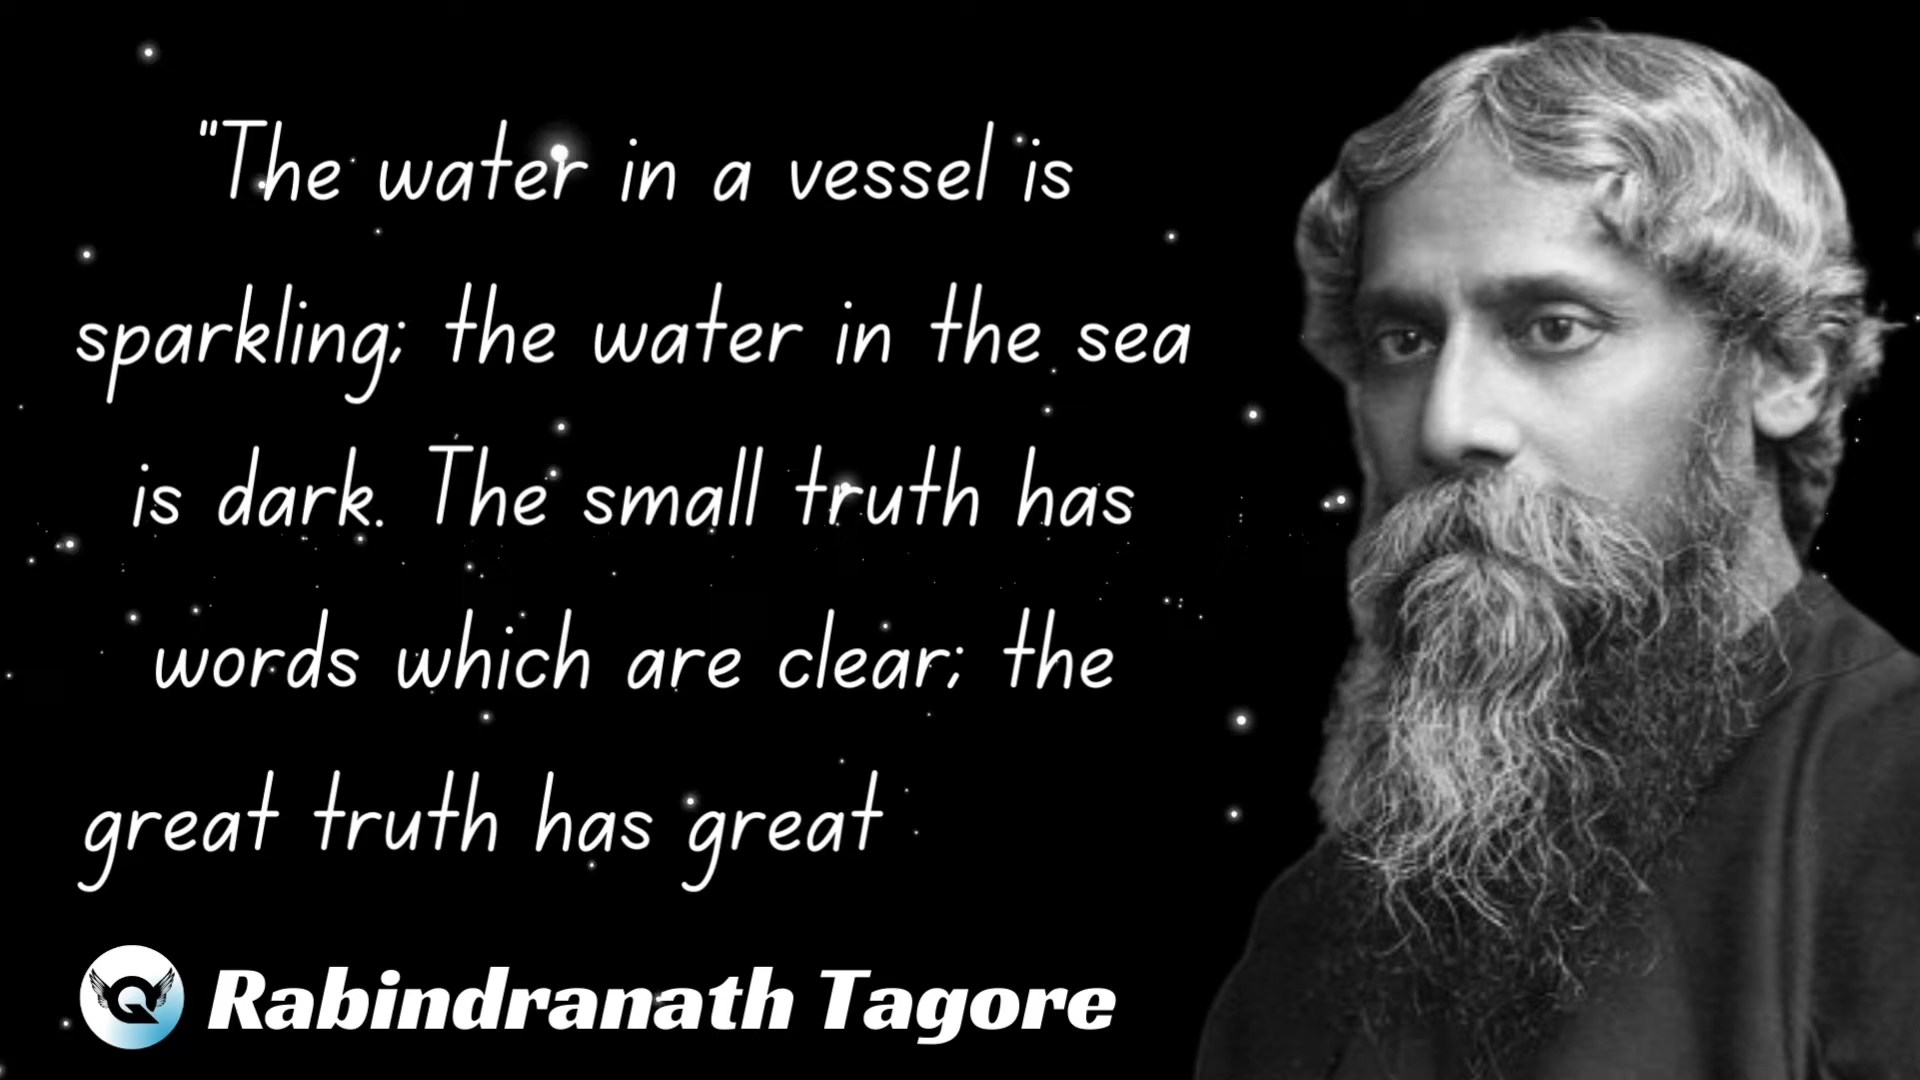 "The water in a vessel is
sparkling; the water in the sea
is dark. The small truth has
words which are clear; the
great truth has great
Q Rabindranath Tagore